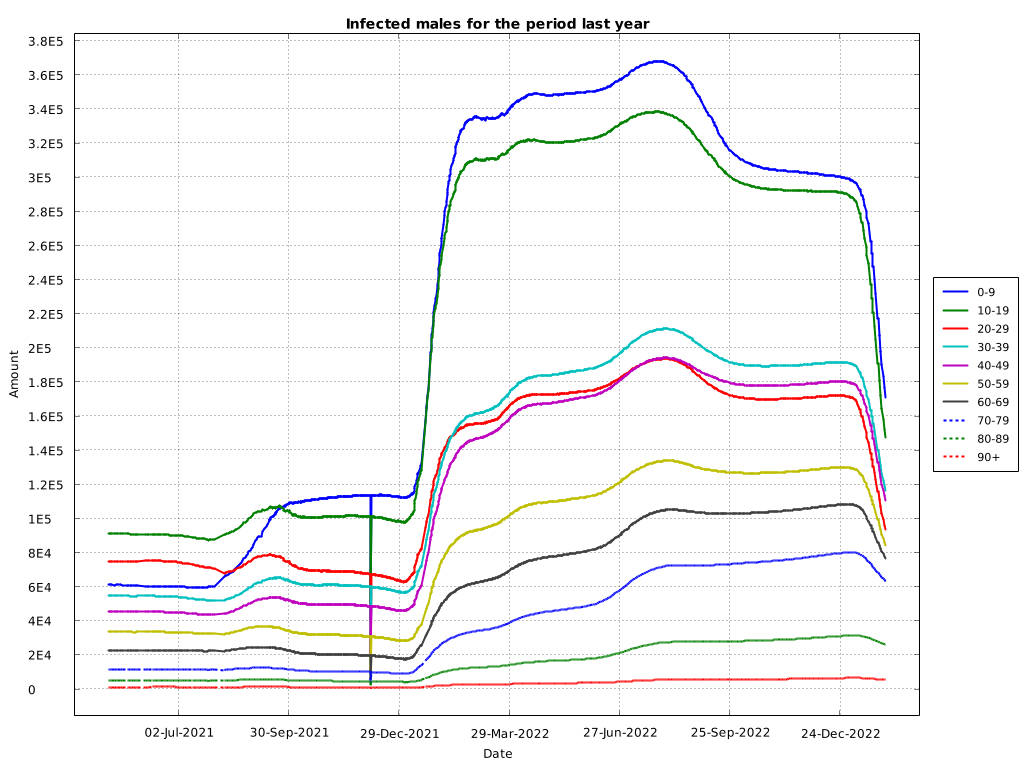 Infected males for the period last year
3.8E5
3.6E5
3.4E5
3.2E5
3E5
2.8E5
2.6E5
2.4E5
2.2E5
2E5
1.8E5
1.6E5
1.4E5
1.2E5
1E5
8E4
6E4
4E4
2E4
0
Amount
02-Jul-2021 30-Sep-2021 29-Dec-2021 29-Mar-2022 27-Jun-2022 25-Sep-2022 24-Dec-2022
Date
0-9
10-19
20-29
30-39
40-49
50-59
60-69
70-79
80-89
90+